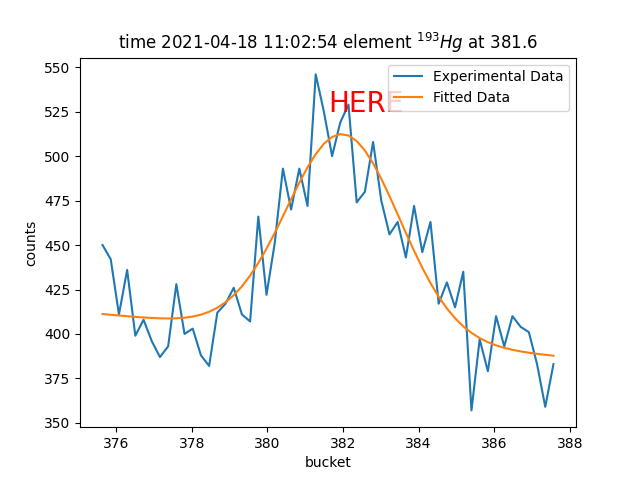 time 2021-04-18 11:02:54 element ¹⁹³Hg at 381.6
Experimental Data
Fitted Data
HERE
counts
550
525
500
475
450
425
400
375
350
376 378 380 382 384 386 388
bucket